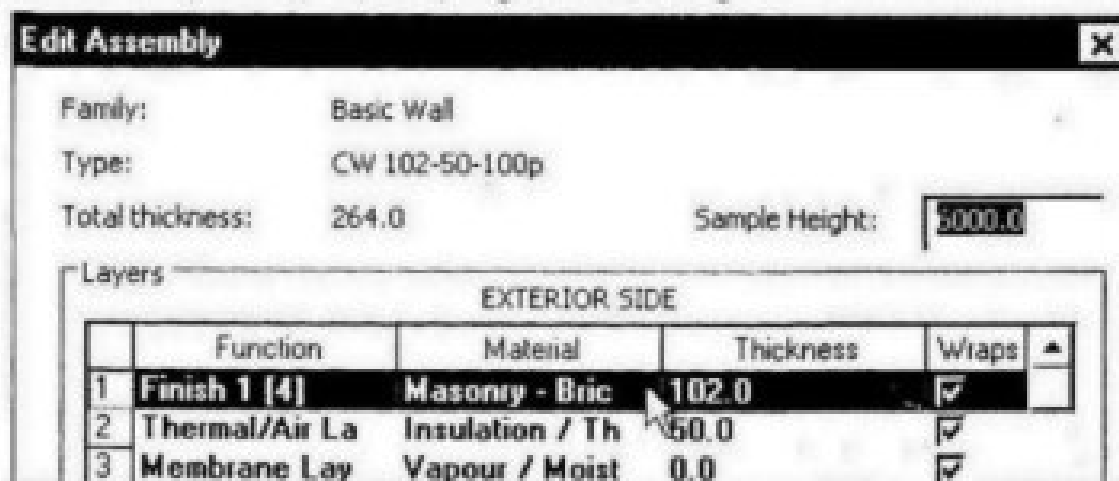 Edit Assembly
Family: Basic Wall
Type: CW 102-50-100p
Total thickness: 264.0 Sample Height: 5000.0
Layers
EXTERIOR SIDE
Function Material Thickness Wraps
1 Finish 1 [4] Masonry - Bric 102.0
2 Thermal/Air La Insulation / Th 50.0
3 Membrane Lay Vapour / Moist 0.0